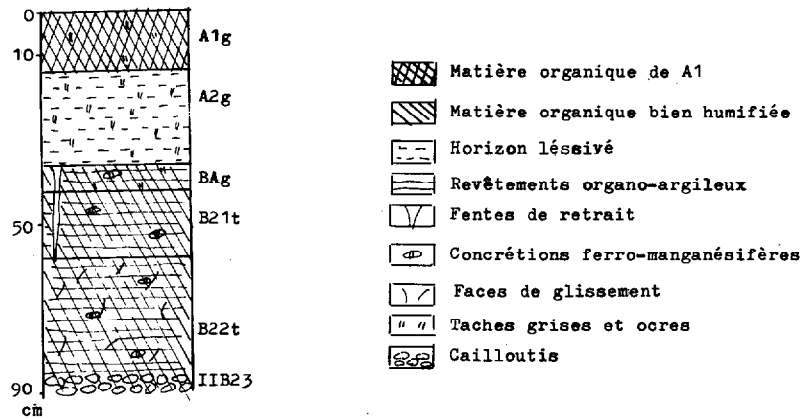 0
A1g
10
A2g
BAg
B21t
50
B22t
IIB23
90
cm
Matière organique de A1
Matière organique bien humifiée
Horizon léssivé
Revêtements organo-argileux
Fentes de retrait
Concrétions ferro-manganésifères
Faces de glissement
Taches grises et ocres
Cailloutis